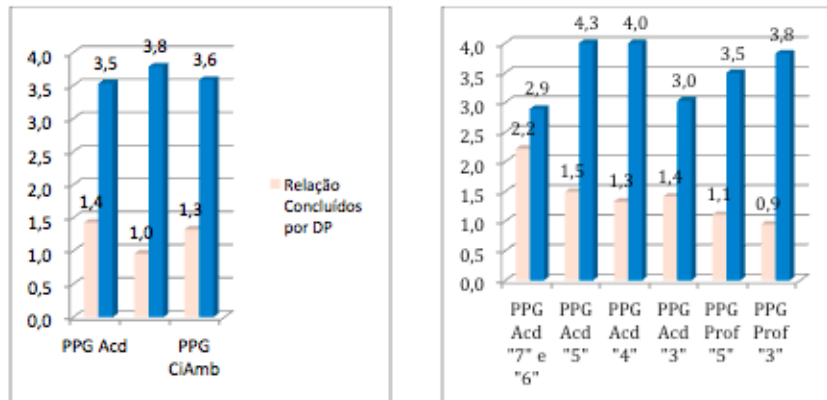 4,0
3,5
3,0
2,5
2,0
1,5
1,0
0,5
0,0
3,5
3,8
3,6
1,4
1,0
1,3
PPG Acd
PPG
CiAmb
Relação
Concluídos
por DP
4,0
3,5
3,0
2,5
2,0
1,5
1,0
0,5
0,0
2,9
4,3
4,0
3,0
3,5
3,8
2,2
1,5
1,3
1,4
1,1
0,9
PPG
Acd
"7" e
"6"
PPG
Acd
"5"
PPG
Acd
"4"
PPG
Acd
"3"
PPG
Prof
"5"
PPG
Prof
"3"